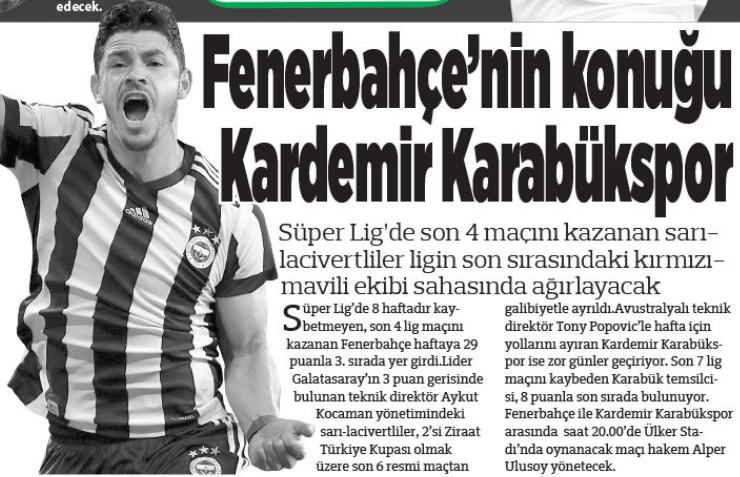 edecek.
Fenerbahçe'nin konuğu
Kardemir Karabükspor
Süper Lig'de son 4 maçını kazanan sarı-
lacivertliler ligin son sırasındaki kırmızı-
mavili ekibi sahasında ağırlayacak
Süper Lig'de 8 haftadır kay-
betmeyen, son 4 lig maçını
kazanan Fenerbahçe haftaya 29
puanla 3. sırada yer girdi.Lider
Galatasaray'ın 3 puan gerisinde
bulunan teknik direktör Aykut
Kocaman yönetimindeki
sarı-lacivertliler, 2'si Ziraat
Türkiye Kupası olmak
üzere son 6 resmi maçtan
galibiyetle ayrıldı.Avustralyalı teknik
direktör Tony Popovic'le hafta için
yollarını ayıran Kardemir Karabüks-
por ise zor günler geçiriyor. Son 7 lig
maçını kaybeden Karabük temsilci-
si, 8 puanla son sırada bulunuyor.
Fenerbahçe ile Kardemir Karabükspor
arasında saat 20.00'de Ülker Sta-
dı'nda oynanacak maçı hakem Alper
Ulusoy yönetecek.
adidas